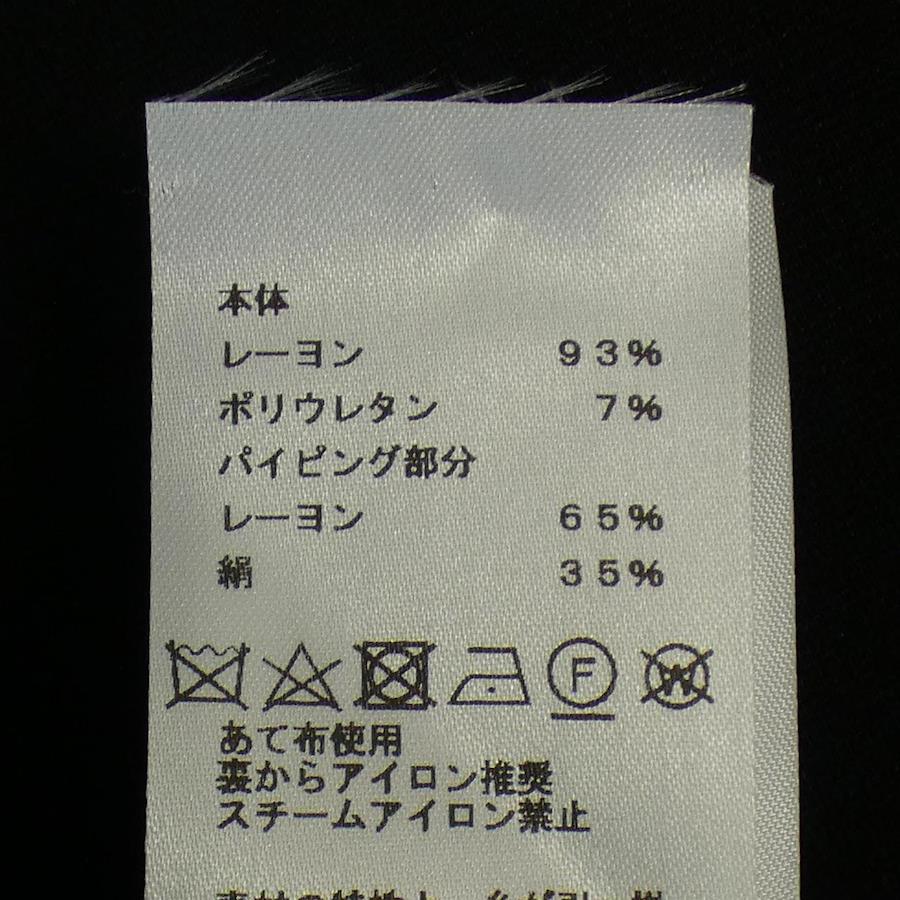 本体
レーヨン 93%
ポリウレタン 7%
パイピング部分
レーヨン 65%
絹 35%
F W
あて布使用
裏からアイロン推奨
スチームアイロン禁止